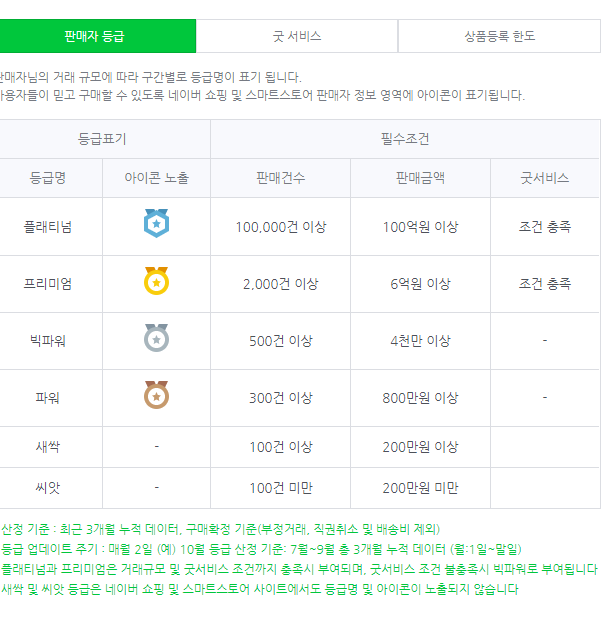 판매자 등급 굿 서비스 상품등록 한도
판매자님의 거래 규모에 따라 구간별로 등급명이 표기 됩니다.
사용자들이 믿고 구매할 수 있도록 네이버 쇼핑 및 스마트스토어 판매자 정보 영역에 아이콘이 표기됩니다.
등급표기 필수조건
등급명 아이콘 노출 판매건수 판매금액 굿서비스
플래티넘 100,000건 이상 100억원 이상 조건 충족
프리미엄 2,000건 이상 6억원 이상 조건 충족
빅파워 500건 이상 4천만 이상 -
파워 300건 이상 800만원 이상 -
새싹 - 100건 이상 200만원 이상
씨앗 - 100건 미만 200만원 미만
산정 기준 : 최근 3개월 누적 데이터, 구매확정 기준(부정거래, 직권취소 및 배송비 제외)
등급 업데이트 주기 : 매월 2일 (예) 10월 등급 산정 기준: 7월~9월 총 3개월 누적 데이터 (월:1일~말일)
플래티넘과 프리미엄은 거래규모 및 굿서비스 조건까지 충족시 부여되며, 굿서비스 조건 불충족시 빅파워로 부여됩니다
새싹 및 씨앗 등급은 네이버 쇼핑 및 스마트스토어 사이트에서도 등급명 및 아이콘이 노출되지 않습니다